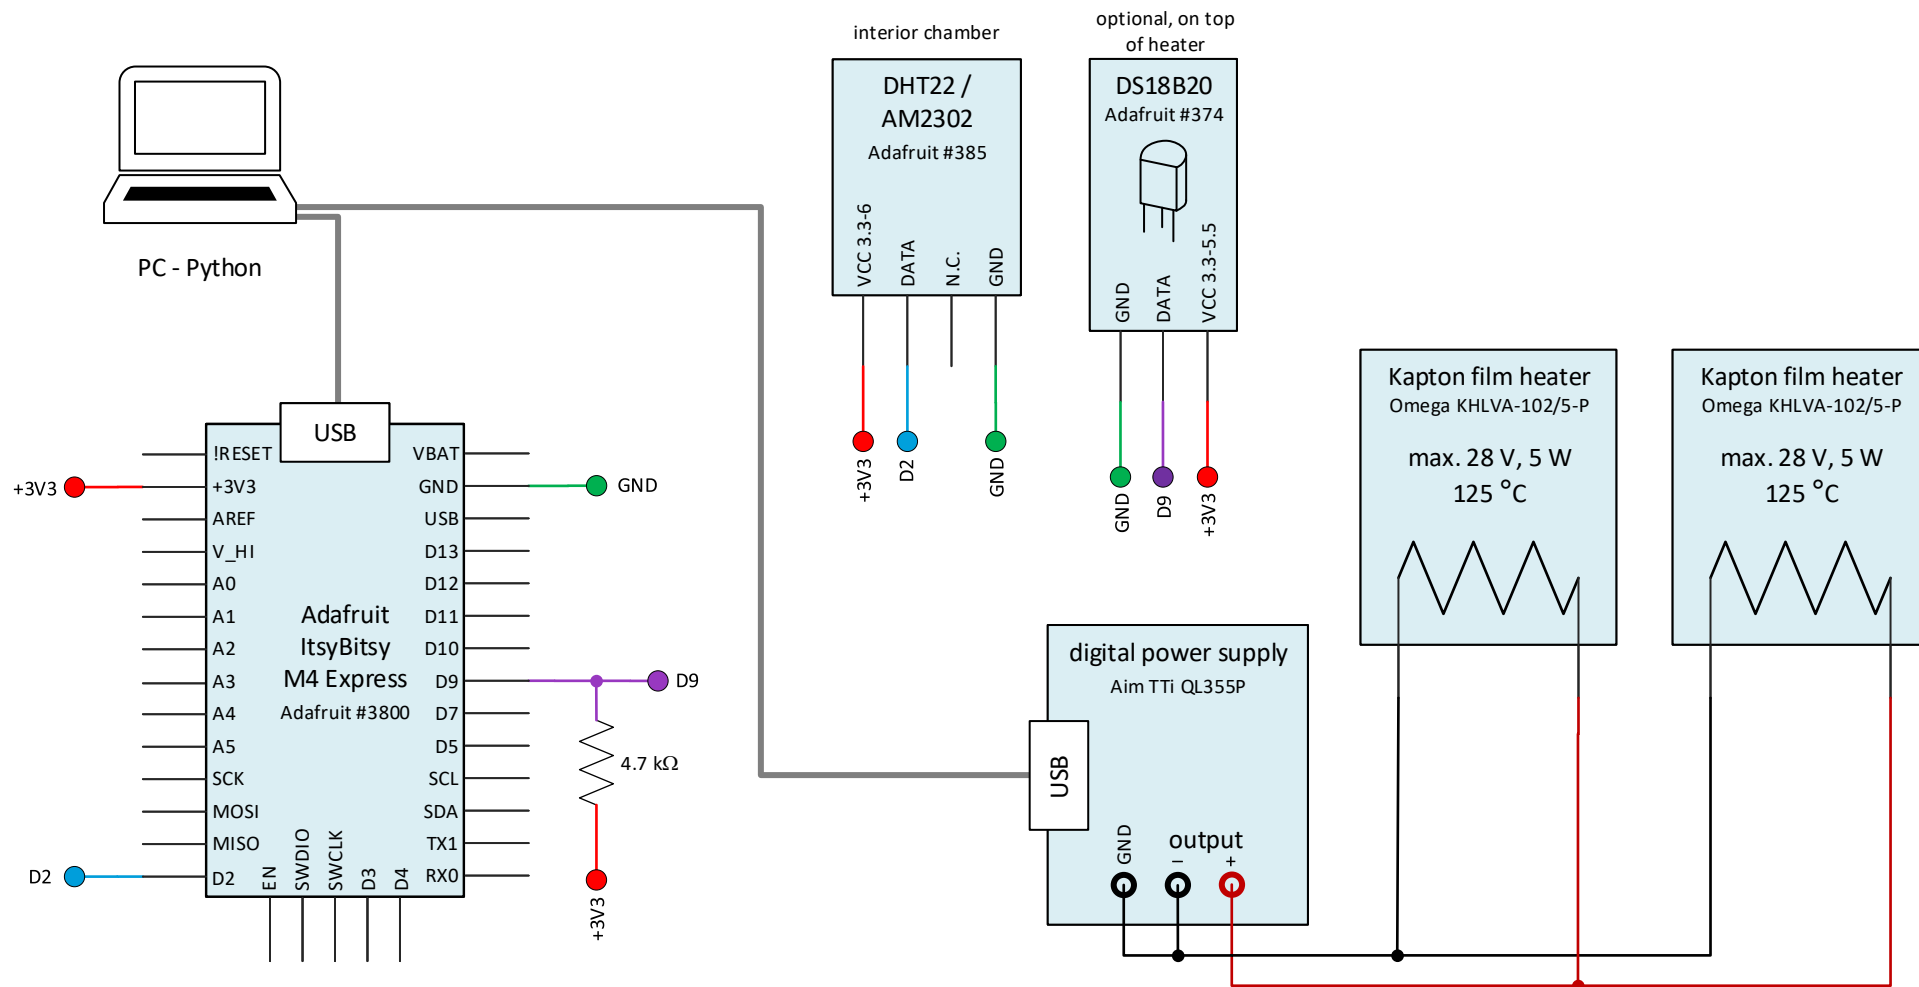 PC - Python
interior chamber
DHT22 /
AM2302
Adafruit #385
VCC 3.3-6
DATA
N.C.
GND
+3V3
D2
GND
optional, on top
of heater
DS18B20
Adafruit #374
GND
DATA
VCC 3.3-5.5
GND
D9
+3V3
USB
!RESET
+3V3
AREF
V_HI
A0
A1
A2
A3
A4
A5
SCK
MOSI
MISO
D2
EN
SWDIO
SWCLK
D3
D4
VBAT
GND
USB
D13
D12
D11
D10
D9
D7
D5
SCL
SDA
TX1
RX0
Adafruit
ItsyBitsy
M4 Express
Adafruit #3800
+3V3
D2
GND
D9
4.7 kΩ
+3V3
digital power supply
Aim TTi QL355P
USB
output
GND
–
+
Kapton film heater
Omega KHLVA-102/5-P
max. 28 V, 5 W
125 °C
Kapton film heater
Omega KHLVA-102/5-P
max. 28 V, 5 W
125 °C